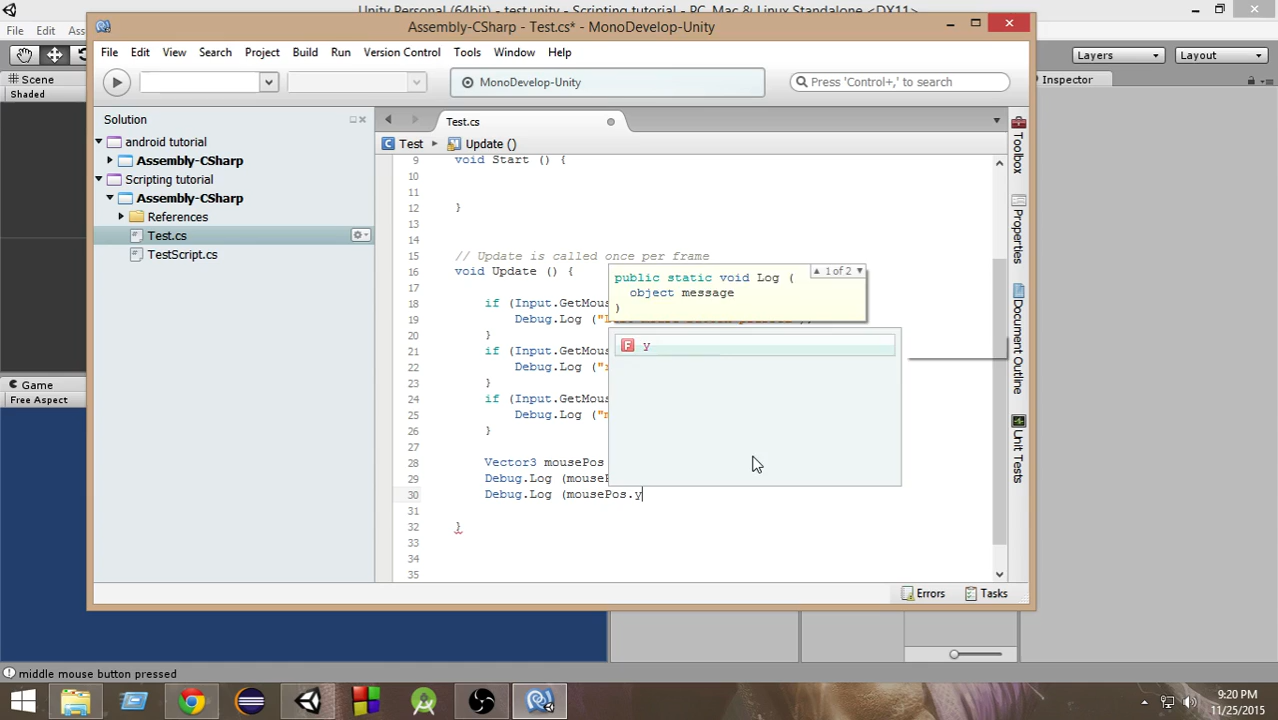 Unity Personal (64bit) - test.unity - Scripting tutorial - PC, Mac & Linux Standalone <DX11>
Assembly-CSharp - Test.cs* - MonoDevelop-Unity
File Edit As
File Edit View Search Project Build Run Version Control Tools Window Help
Layers Layout
MonoDevelop-Unity
Press 'Control+,' to search
Scene
Shaded
Inspector
Solution
Test.cs
android tutorial
Assembly-CSharp
Scripting tutorial
Assembly-CSharp
References
Test.cs
TestScript.cs
Test Update ()
9 void Start () {
10
11
12 }
13
14
15 // Update is called once per frame
16 void Update () {
17
18 if (Input.GetMous
19 Debug.Log ("
20 }
21 if (Input.GetMous
22 Debug.Log ("
23 }
24 if (Input.GetMous
25 Debug.Log ("m
26 }
27
28 Vector3 mousePos
29 Debug.Log (mouseP
30 Debug.Log (mousePos.y
31
32 }
33
34
35
public static void Log (
object message
)
1 of 2
F y
Toolbox
Properties
Document Outline
Unit Tests
Game
Free Aspect
Errors Tasks
middle mouse button pressed
9:20 PM
11/25/2015